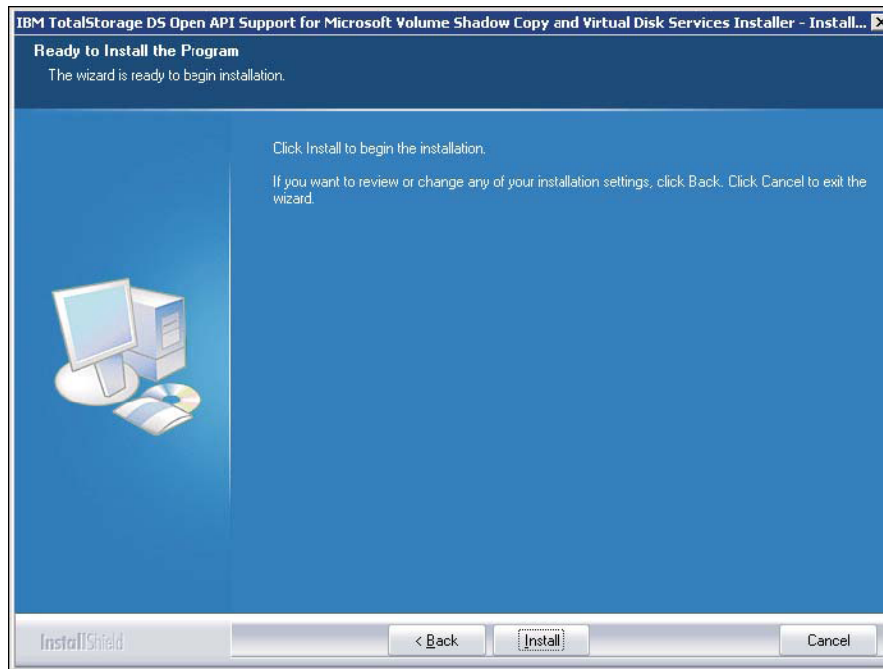 IBM TotalStorage DS Open API Support for Microsoft Volume Shadow Copy and Virtual Disk Services Installer - Install...
Ready to Install the Program
The wizard is ready to begin installation.
Click Install to begin the installation.
If you want to review or change any of your installation settings, click Back. Click Cancel to exit the
wizard.
InstallShield
< Back
Install
Cancel